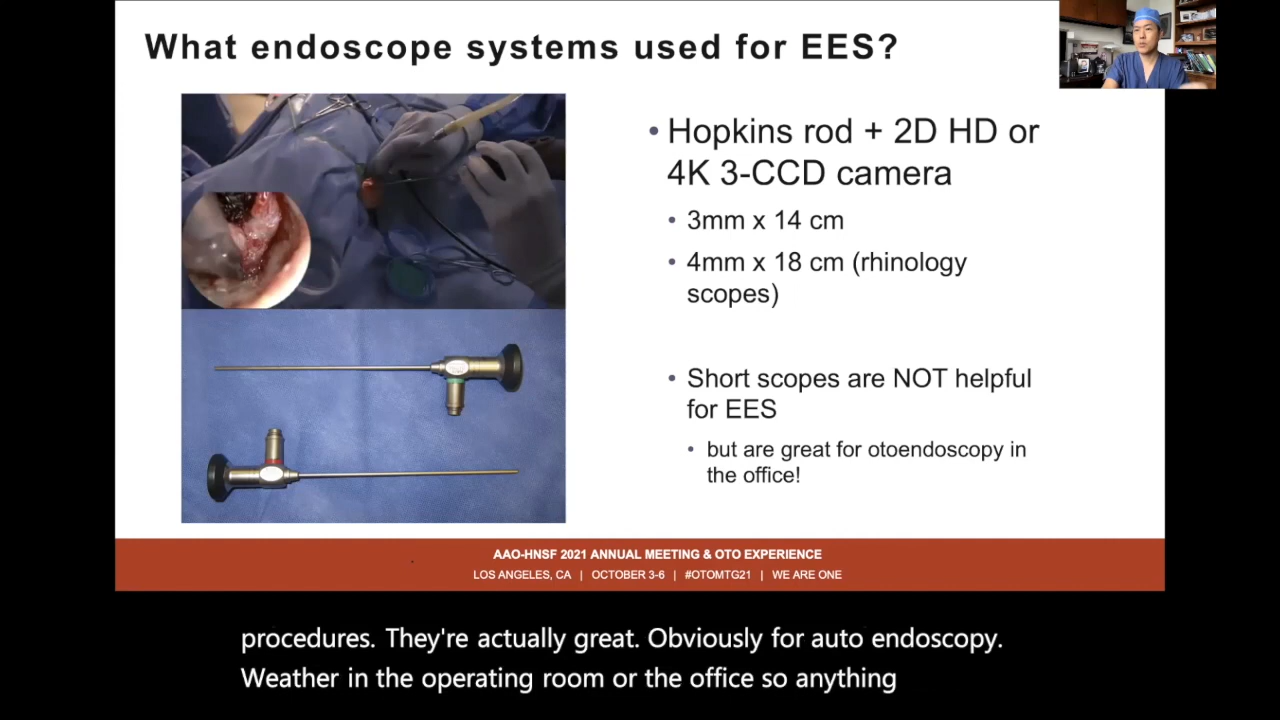 What endoscope systems used for EES?
• Hopkins rod + 2D HD or
4K 3-CCD camera
• 3mm x 14 cm
• 4mm x 18 cm (rhinology
scopes)
• Short scopes are NOT helpful
for EES
• but are great for otoendoscopy in
the office!
AAO-HNSF 2021 ANNUAL MEETING & OTO EXPERIENCE
LOS ANGELES, CA | OCTOBER 3-6 | #OTOMTG21 | WE ARE ONE
procedures. They're actually great. Obviously for auto endoscopy.
Weather in the operating room or the office so anything